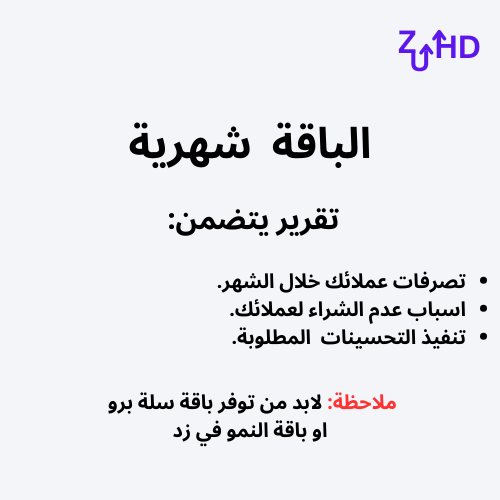 ZUHD
الباقة شهرية
تقرير يتضمن:
تصرفات عملائك خلال الشهر.
اسباب عدم الشراء لعملائك.
تنفيذ التحسينات المطلوبة.
ملاحظة: لابد من توفر باقة سلة برو
او باقة النمو في زد